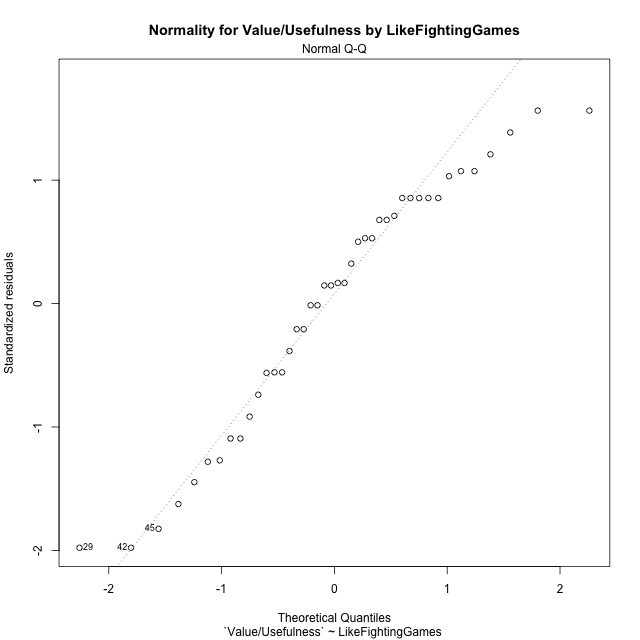 Normality for Value/Usefulness by LikeFightingGames
Normal Q-Q
Standardized residuals
1
0
-1
-2
45
42
29
-2 -1 0 1 2
Theoretical Quantiles
`Value/Usefulness` ~ LikeFightingGames